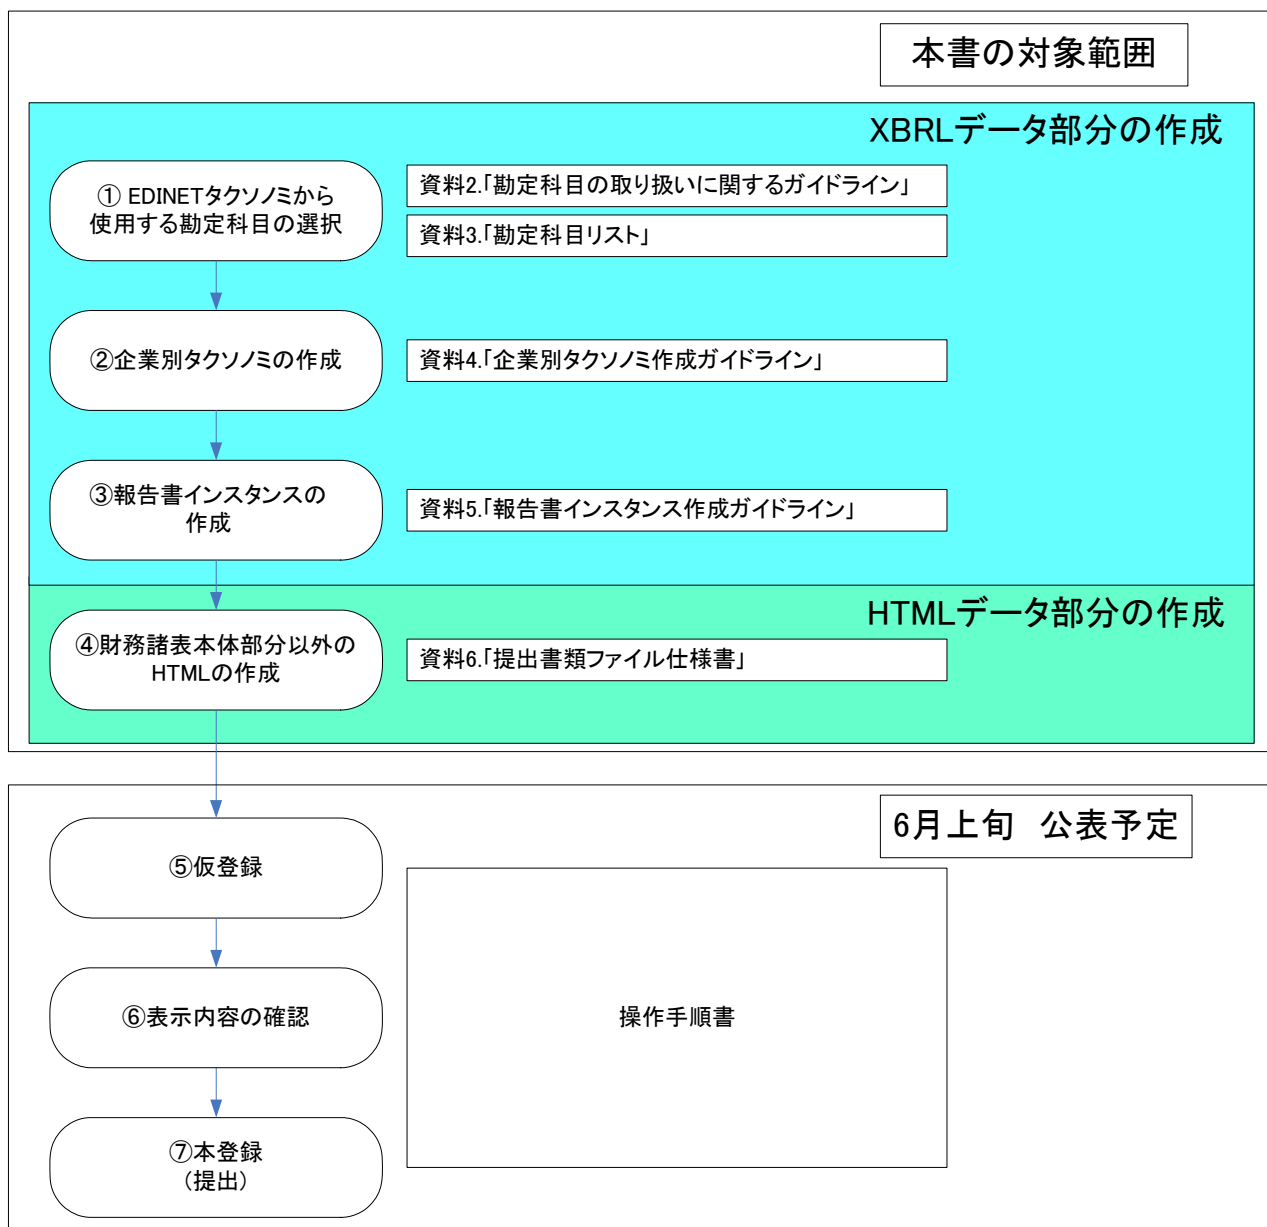 本書の対象範囲
XBRLデータ部分の作成
① EDINETタクソノミから
使用する勘定科目の選択
資料2.「勘定科目の取り扱いに関するガイドライン」
資料3.「勘定科目リスト」
②企業別タクソノミの作成
資料4.「企業別タクソノミ作成ガイドライン」
③報告書インスタンスの
作成
資料5.「報告書インスタンス作成ガイドライン」
HTMLデータ部分の作成
④財務諸表本体部分以外の
HTMLの作成
資料6.「提出書類ファイル仕様書」
6月上旬　公表予定
⑤仮登録
⑥表示内容の確認
操作手順書
⑦本登録
（提出）